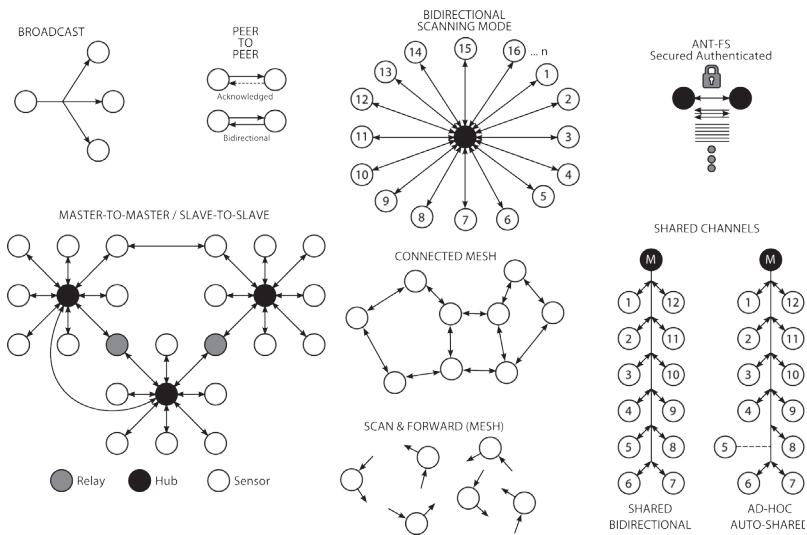 BROADCAST
PEER
TO
PEER
Acknowledged
Bidirectional
BIDIRECTIONAL
SCANNING MODE
15
16 ... n
1
2
3
4
5
6
7
8
9
10
11
12
13
14
ANT-FS
Secured Authenticated
MASTER-TO-MASTER / SLAVE-TO-SLAVE
Relay
Hub
Sensor
CONNECTED MESH
SCAN & FORWARD (MESH)
SHARED CHANNELS
M
1 12
2 11
3 10
4 9
5 8
6 7
SHARED
BIDIRECTIONAL
M
1 12
2 11
3 10
4 9
5 8
6 7
AD-HOC
AUTO-SHARED